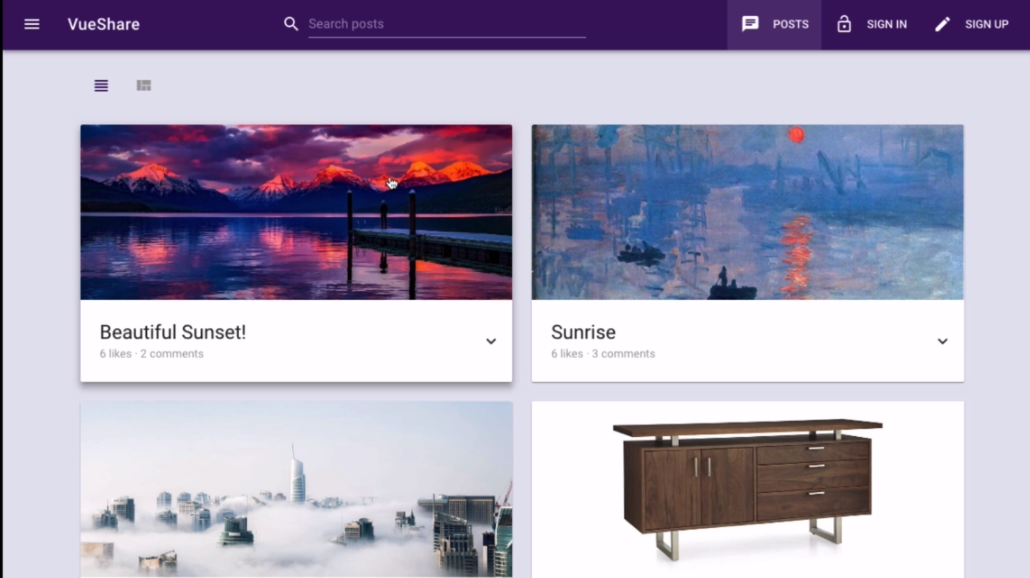 VueShare
Search posts
POSTS
SIGN IN
SIGN UP
Beautiful Sunset!
6 likes · 2 comments
Sunrise
6 likes · 3 comments